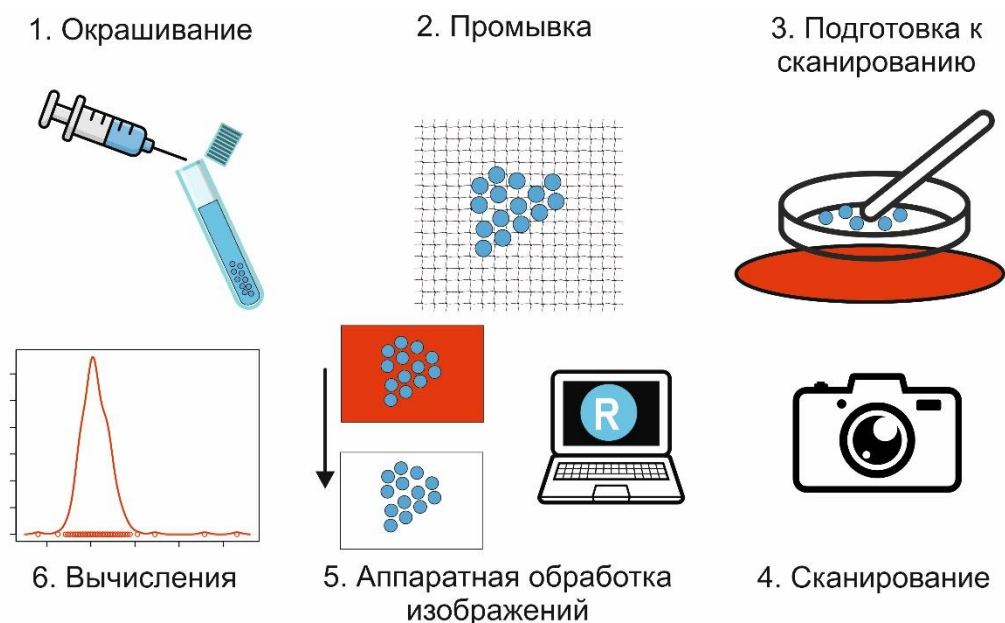 1. Окрашивание
2. Промывка
3. Подготовка к
сканированию
R
6. Вычисления
5. Аппаратная обработка
изображений
4. Сканирование